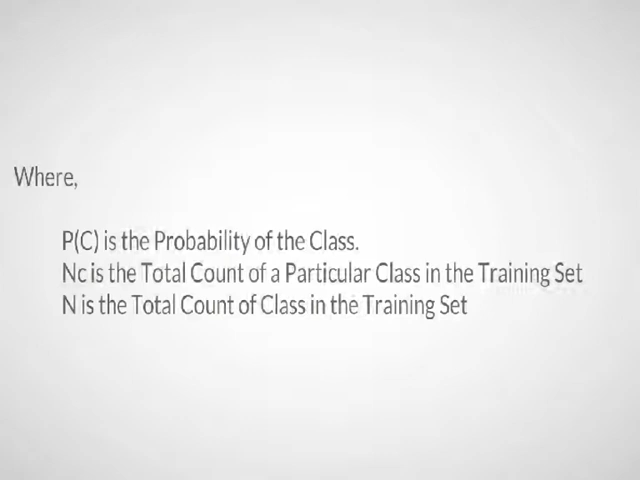 Where,
P(C) is the Probability of the Class.
Nc is the Total Count of a Particular Class in the Training Set
N is the Total Count of Class in the Training Set